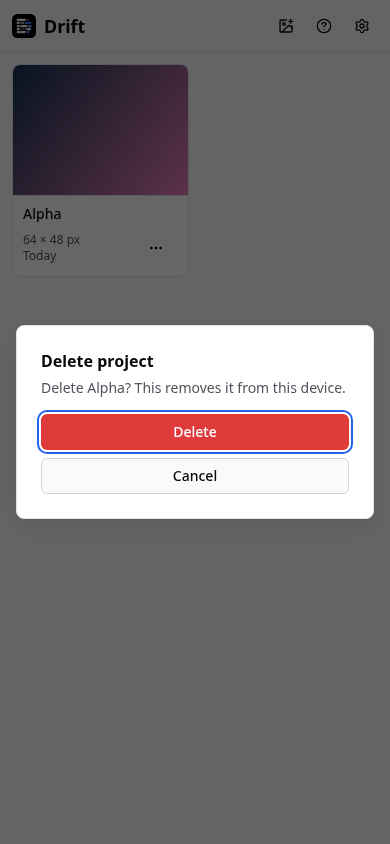 Drift
Alpha
64 × 48 px
Today
Delete project
Delete Alpha? This removes it from this device.
Delete
Cancel